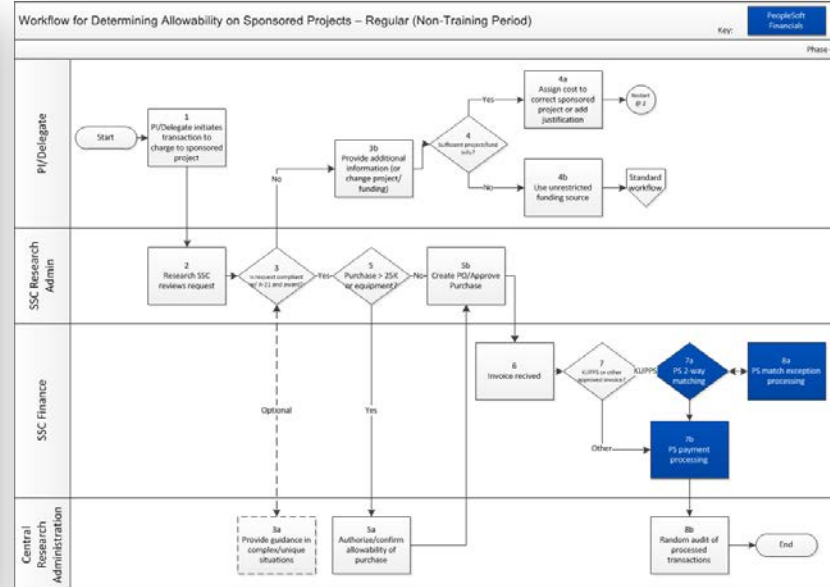 Workflow for Determining Allowability on Sponsored Projects – Regular (Non-Training Period)
Key:
PeopleSoft
Financials
Phase
PI/Delegate
Start
1
PI/Delegate initiates
transaction to
charge to sponsored
project
No
3b
Provide additional
information (or
change project/
funding)
4
Sufficient project/fund
info?
Yes
4a
Assign cost to
correct sponsored
project or add
justification
Restart
@ 2
No
4b
Use unrestricted
funding source
Standard
workflow
SSC Research
Admin
2
Research SSC
reviews request
3
Is request compliant
w/ A-21 and award?
Yes
5
Purchase > 25K
or equipment?
No
5b
Create PO/Approve
Purchase
SSC Finance
Optional
Yes
6
Invoice recived
7
KUPPS or other
approved invoice?
KUPPS
7a
PS 2-way
matching
8a
PS match exception
processing
Other
7b
PS payment
processing
Central
Research
Administration
3a
Provide guidance in
complex/unique
situations
5a
Authorize/confirm
allowability of
purchase
8b
Random audit of
processed
transactions
End